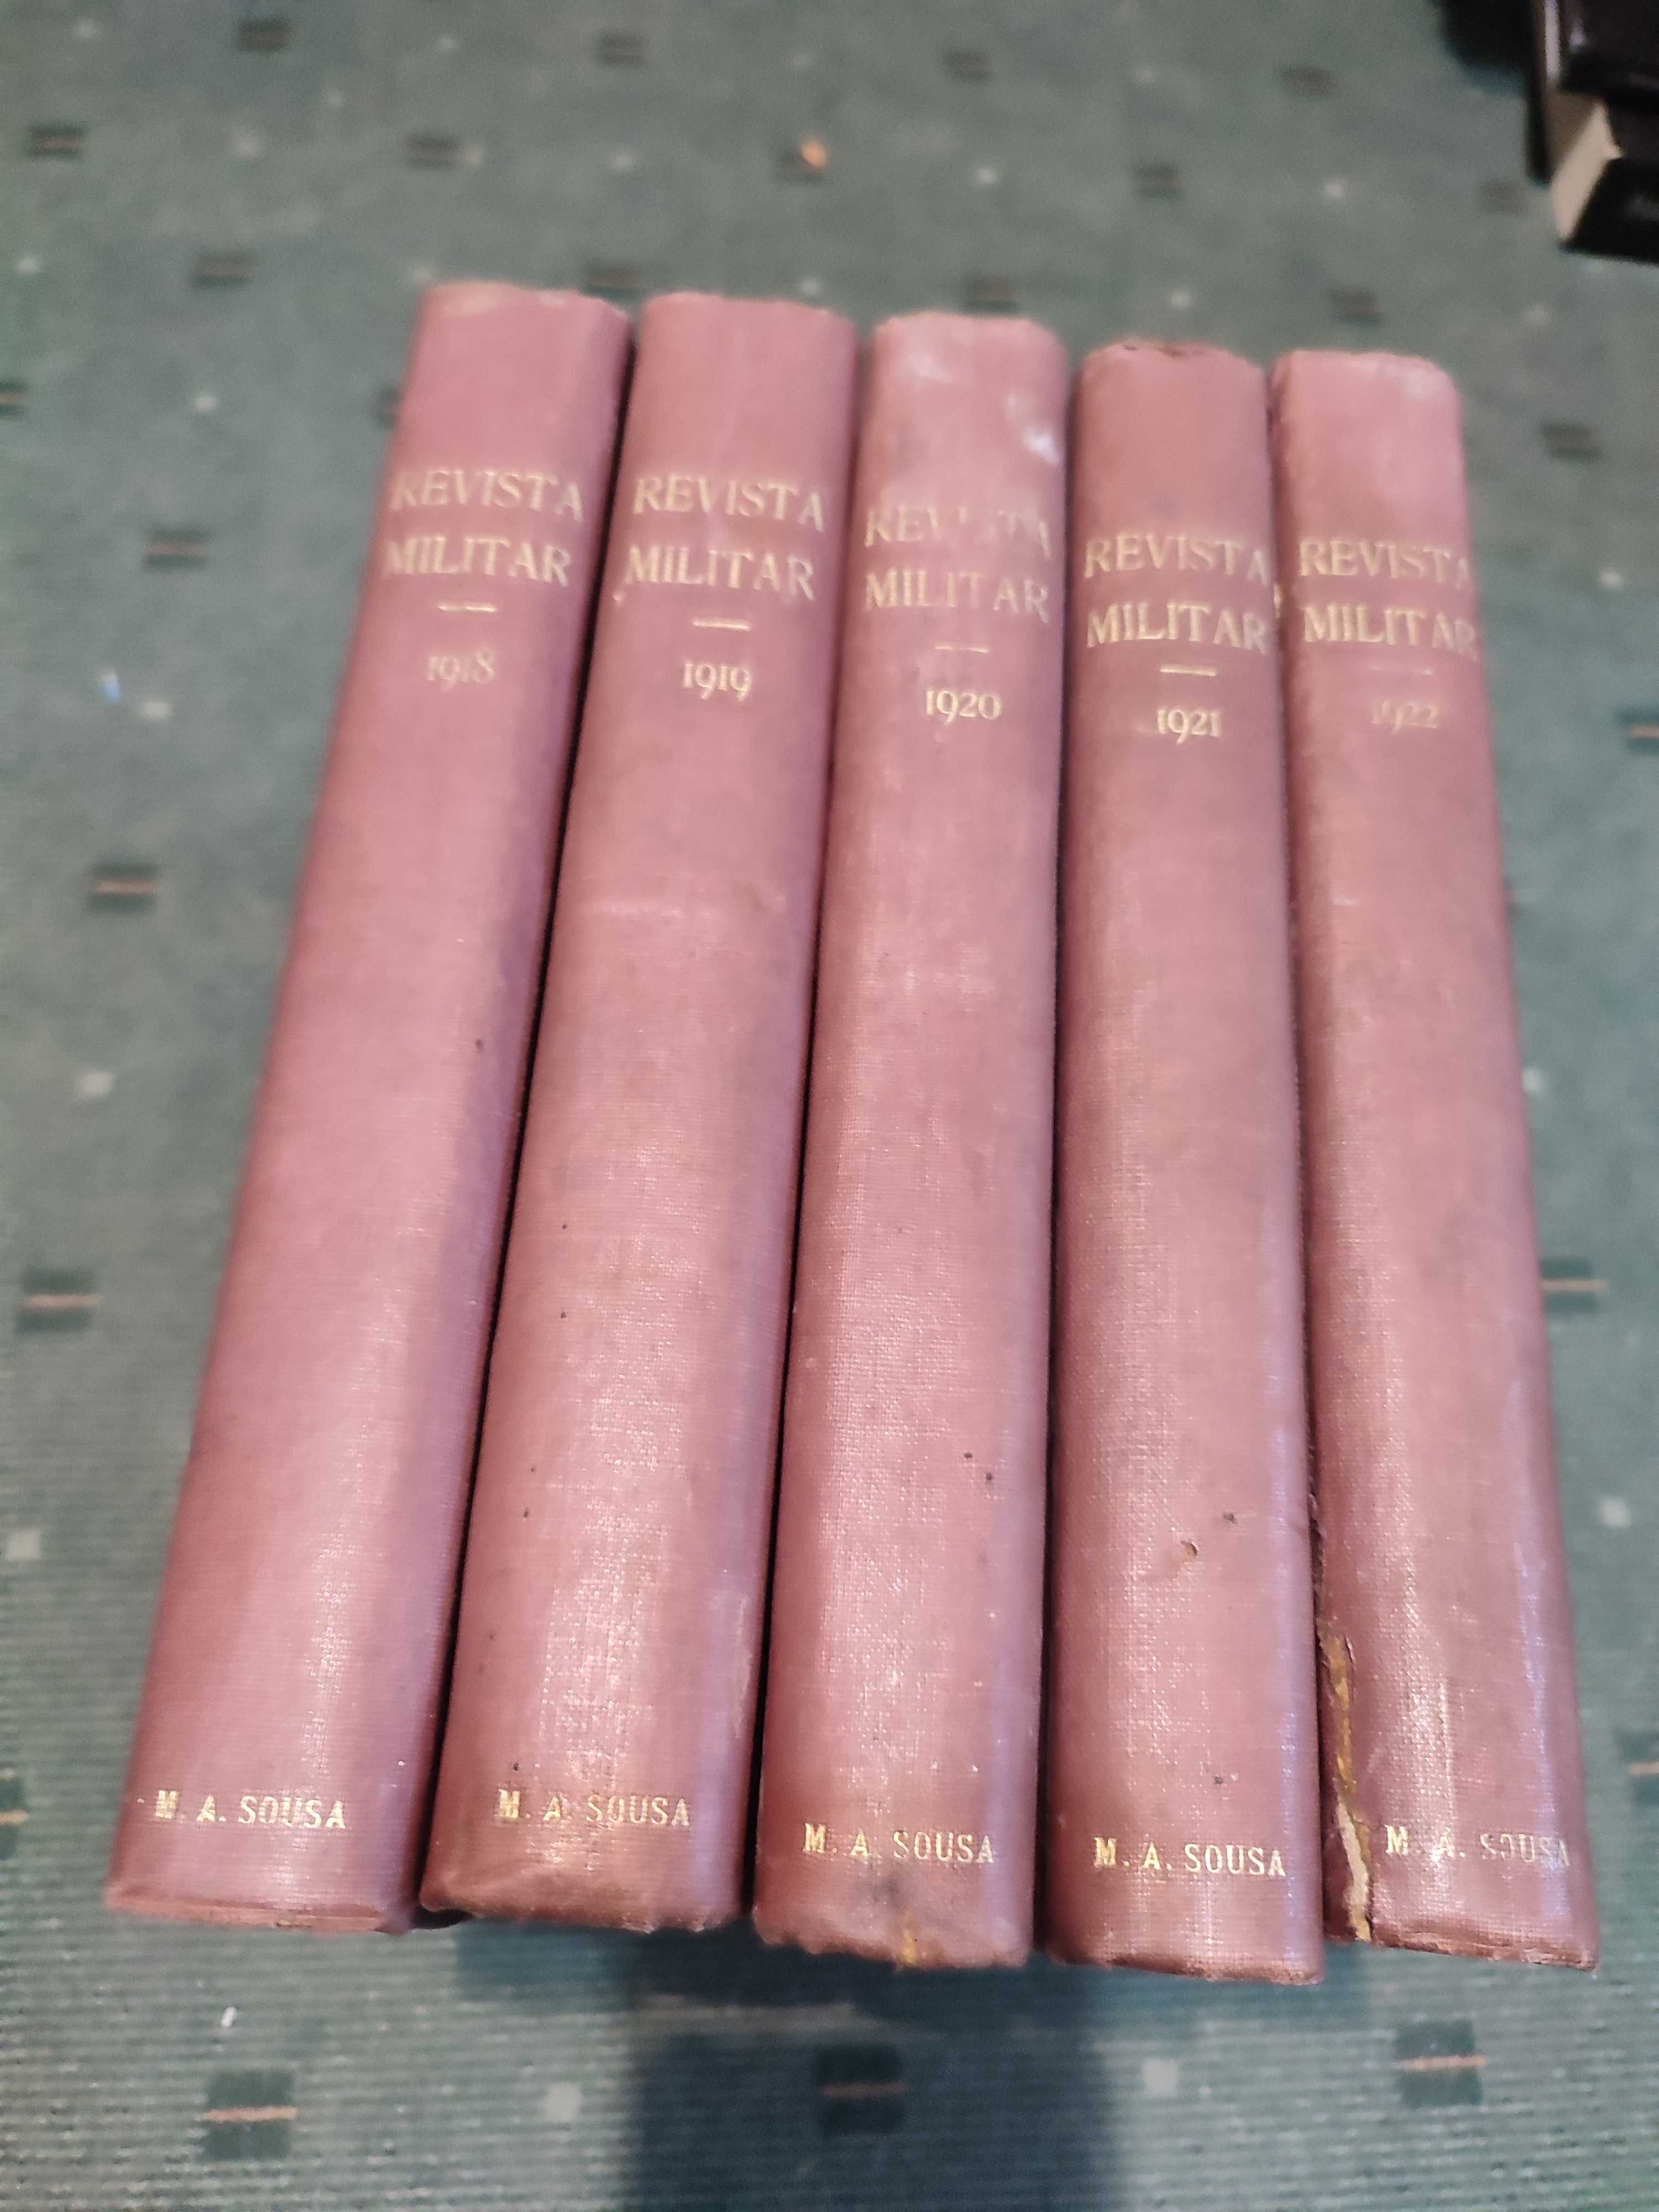 REVISTA
MILITAR
1918
M. A. SOUSA
REVISTA
MILITAR
1919
M. A. SOUSA
REVISTA
MILITAR
1920
M. A. SOUSA
REVISTA
MILITAR
1921
M. A. SOUSA
REVISTA
MILITAR
1922
M. A. SOUSA